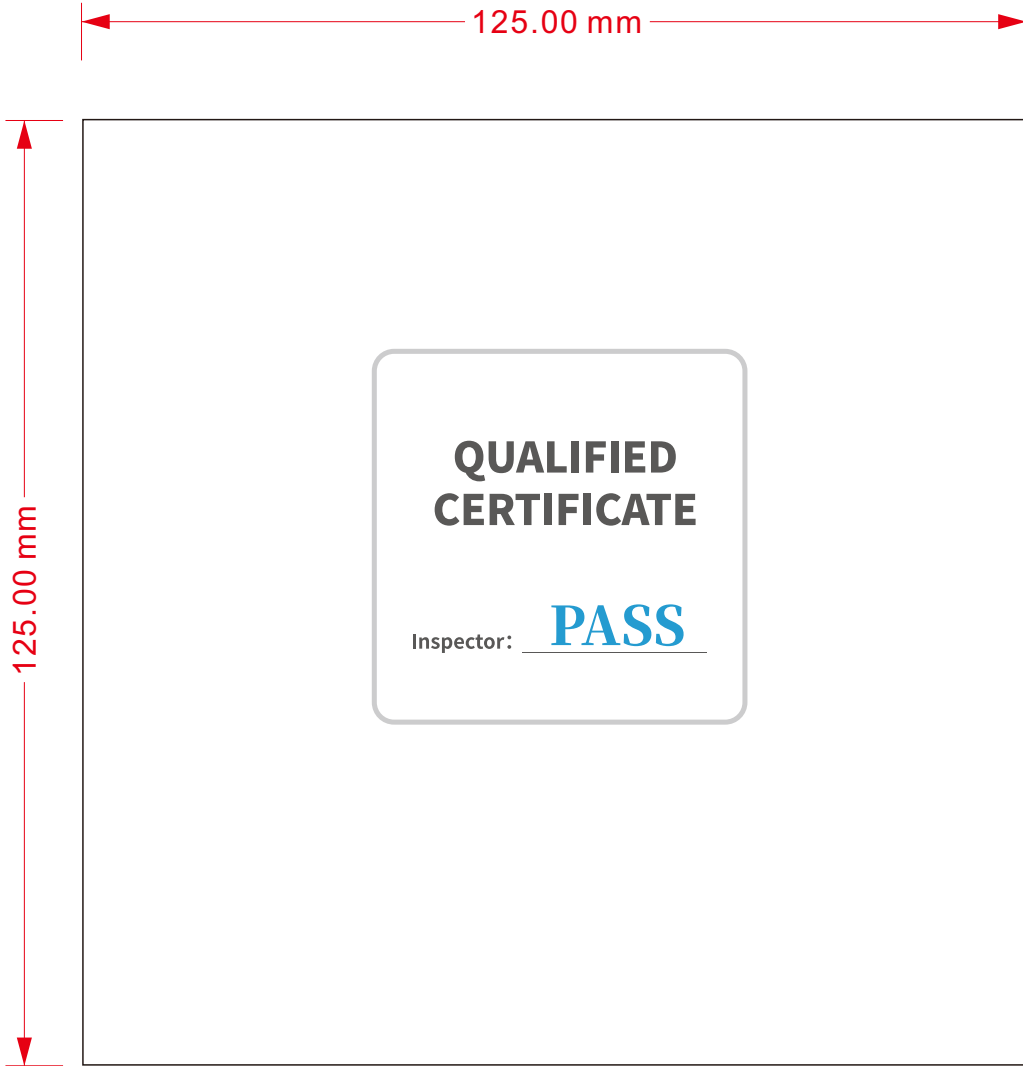 125.00 mm
125.00 mm
QUALIFIED
CERTIFICATE
Inspector: PASS